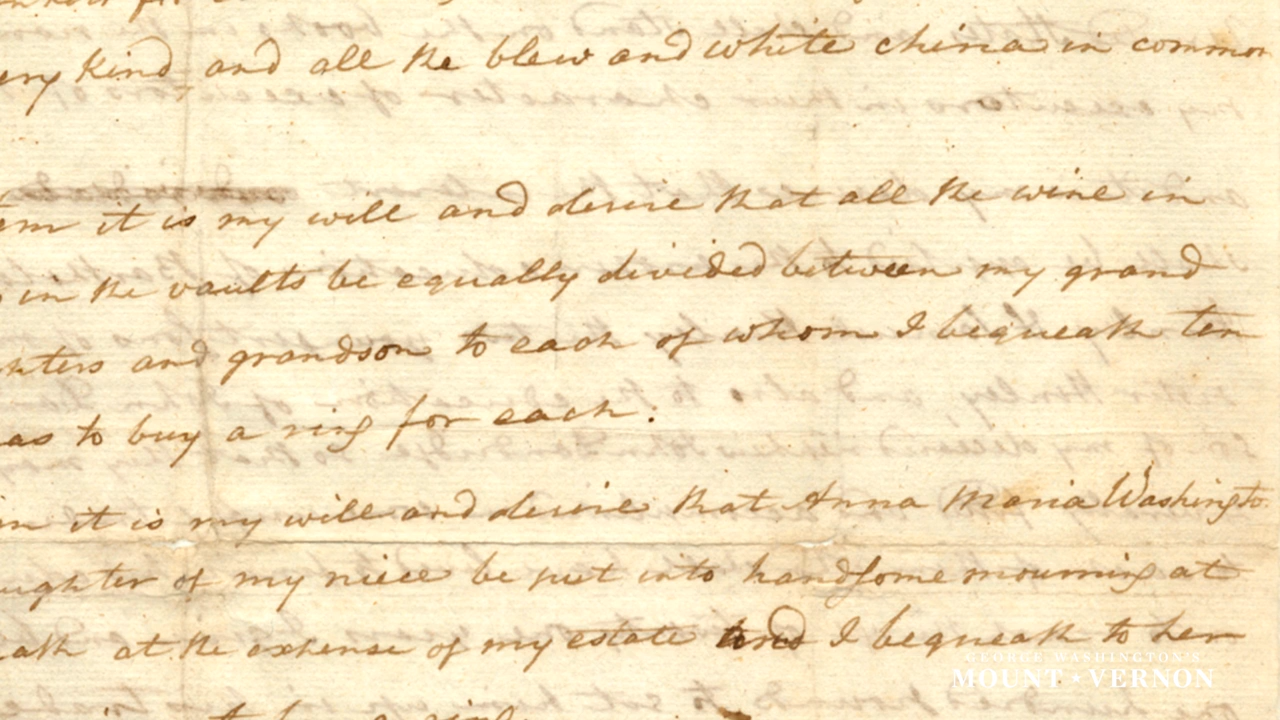 ery kind and all the blew and white china in common
em it is my will and desire that all the wine in
in the vaults be equally divided between my grand
ghters and grandson to each of whom I bequeath ten
as to buy a ring for each:
m it is my will and desire that Anna Maria Washingto
ughter of my niece be put into handsome mourning at
eath at the expense of my estate and I bequeath to her
GEORGE WASHINGTON'S
MOUNT ★ VERNON